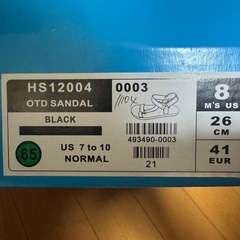 HS12004
0003
8
OTD SANDAL
M'S US
BLACK
26
CM
493490-0003
65
US 7 to 10
NORMAL
21
41
EUR